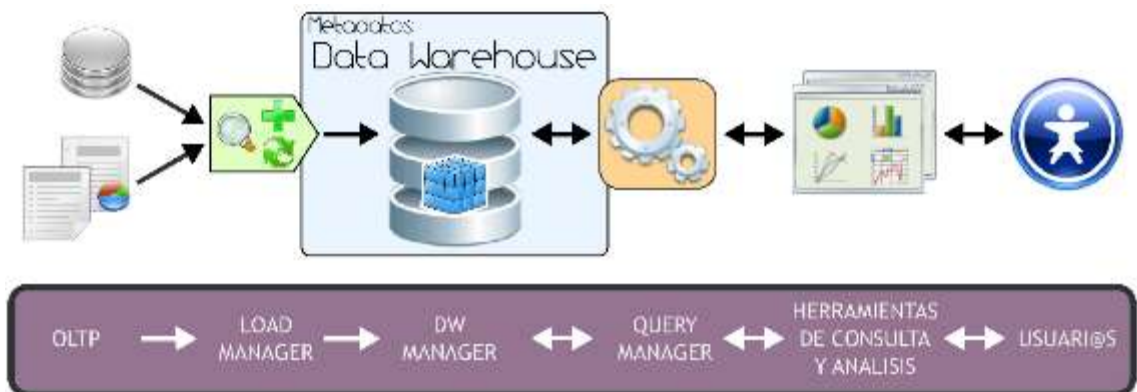 Metadatos
Data Warehouse
OLTP
LOAD
MANAGER
DW
MANAGER
QUERY
MANAGER
HERRAMIENTAS
DE CONSULTA
Y ANALISIS
USUARI@S